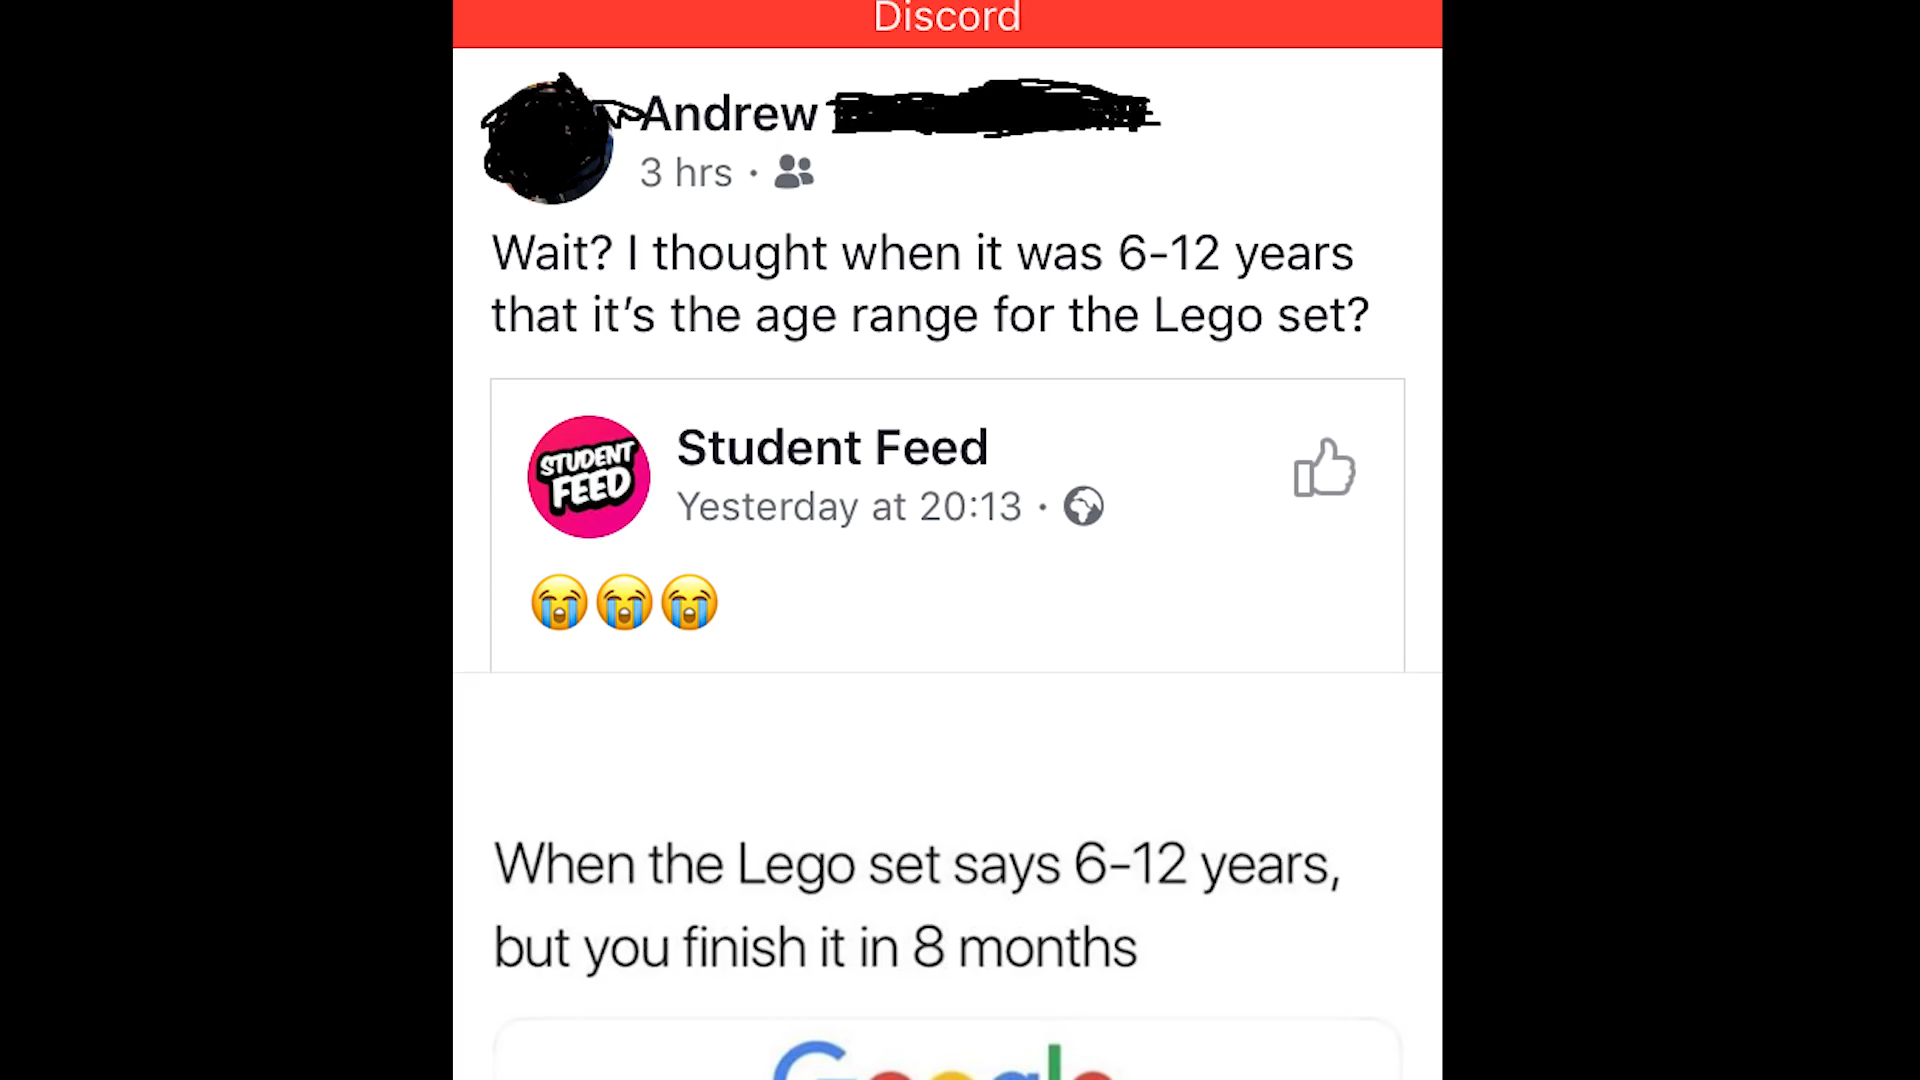 Discord
Andrew
3 hrs ·
Wait? I thought when it was 6-12 years
that it’s the age range for the Lego set?
STUDENT
FEED
Student Feed
Yesterday at 20:13 ·
😭😭😭
When the Lego set says 6-12 years,
but you finish it in 8 months
Google